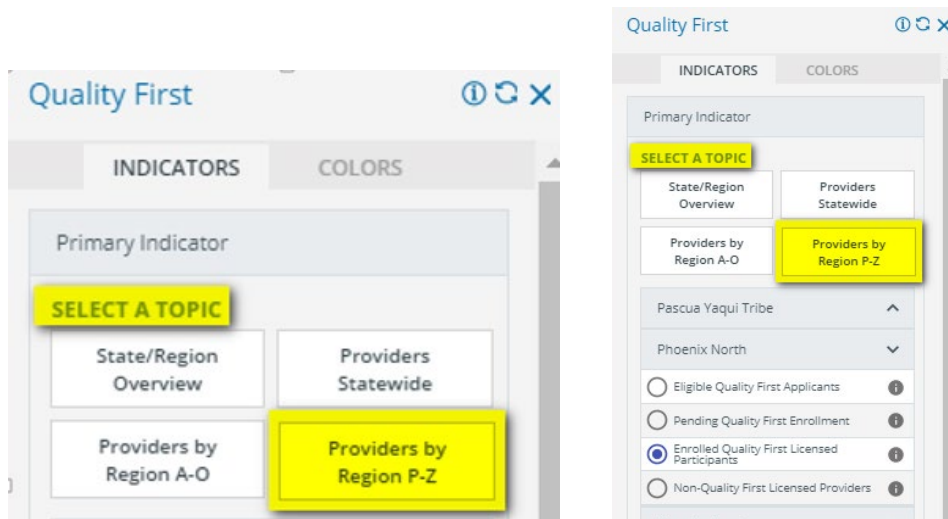 Quality First
INDICATORS COLORS
Primary Indicator
SELECT A TOPIC
State/Region
Overview
Providers
Statewide
Providers by
Region A-O
Providers by
Region P-Z
Quality First
INDICATORS COLORS
Primary Indicator
SELECT A TOPIC
State/Region
Overview
Providers
Statewide
Providers by
Region A-O
Providers by
Region P-Z
Pascua Yaqui Tribe
Phoenix North
Eligible Quality First Applicants
Pending Quality First Enrollment
Enrolled Quality First Licensed
Participants
Non-Quality First Licensed Providers